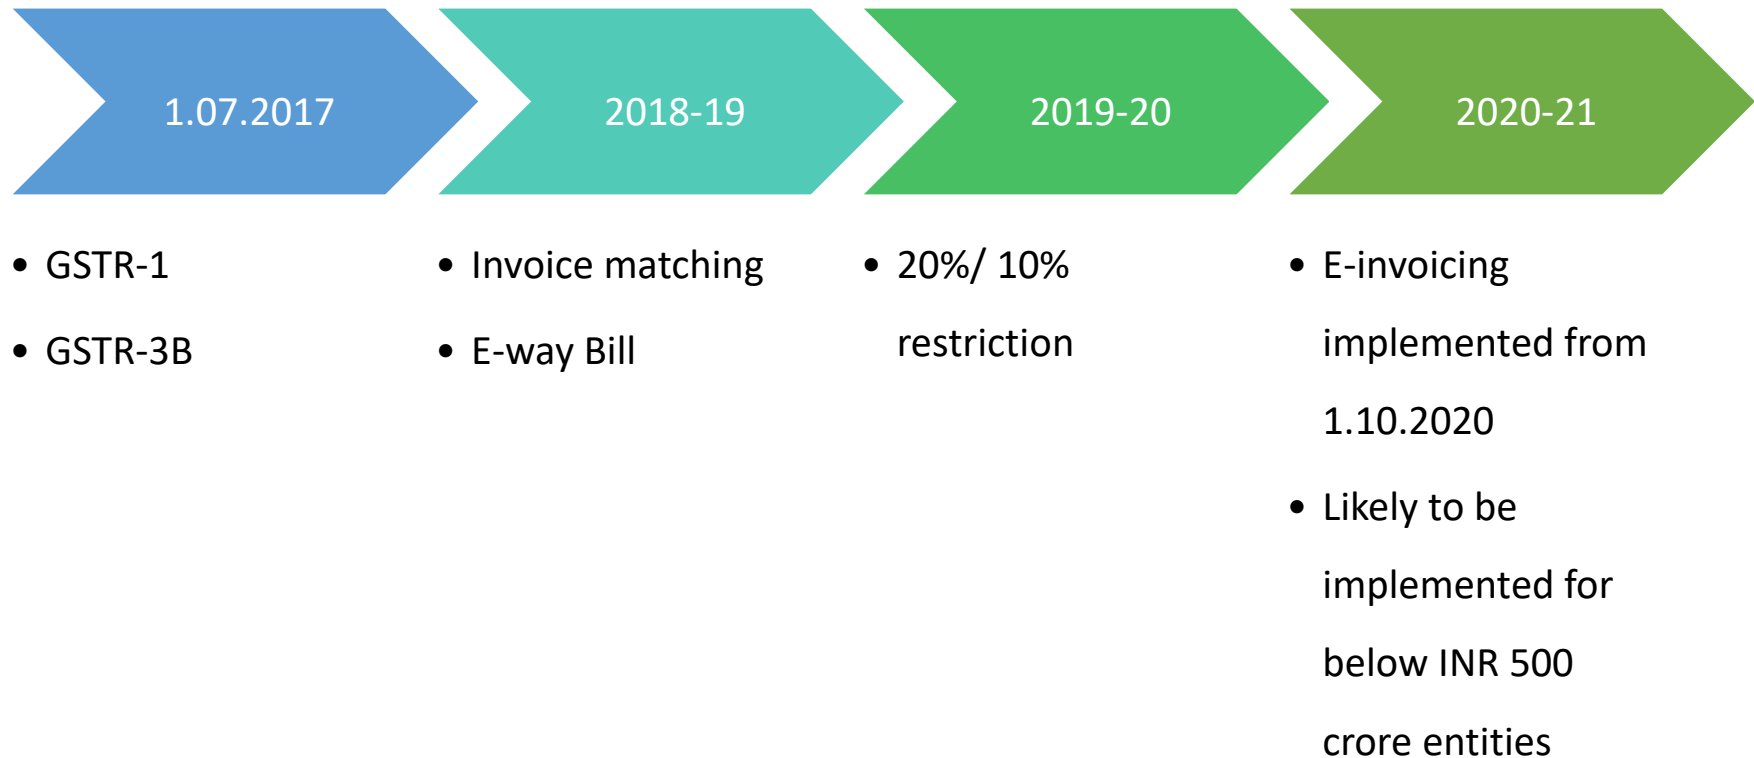 1.07.2017
• GSTR-1
• GSTR-3B
2018-19
• Invoice matching
• E-way Bill
2019-20
• 20%/ 10%
restriction
2020-21
• E-invoicing
implemented from
1.10.2020
• Likely to be
implemented for
below INR 500
crore entities